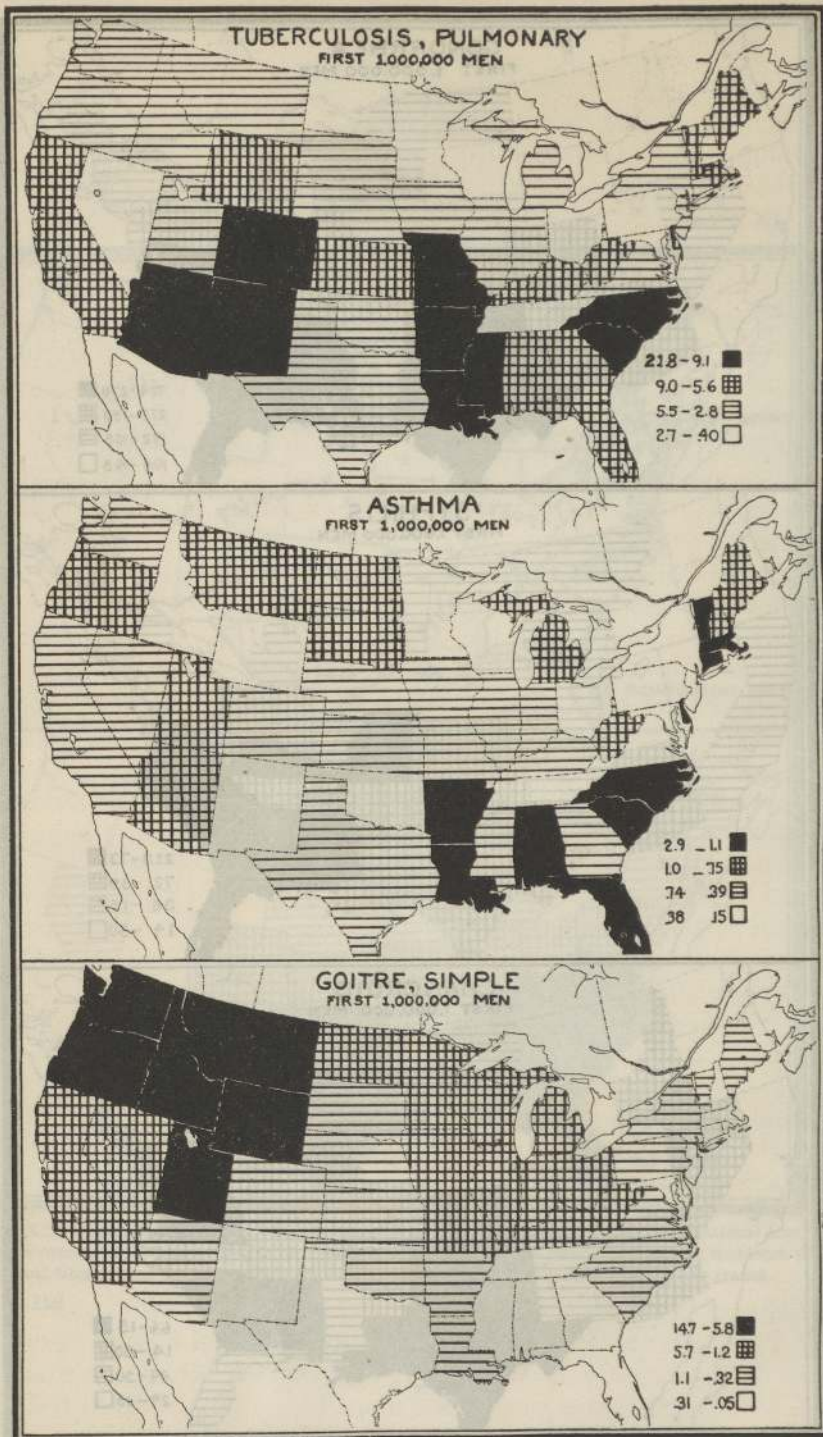 TUBERCULOSIS, PULMONARY
FIRST 1,000,000 MEN
21.8 - 9.1
9.0 - 5.6
5.5 - 2.8
2.7 - .40
ASTHMA
FIRST 1,000,000 MEN
2.9 - 1.1
1.0 - .75
.74 .39
.38 .15
GOITRE, SIMPLE
FIRST 1,000,000 MEN
14.7 - 5.8
5.7 - 1.2
1.1 - .32
.31 - .05